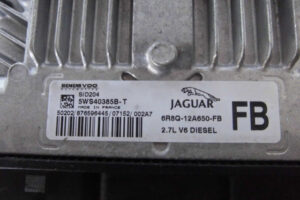 SIEMENS VDO
SID204
5WS40385B-T
MADE IN FRANCE
50202/876596445/07152/002A7
JAGUAR
6R8Q-12A650-FB
2.7L V6 DIESEL
FB